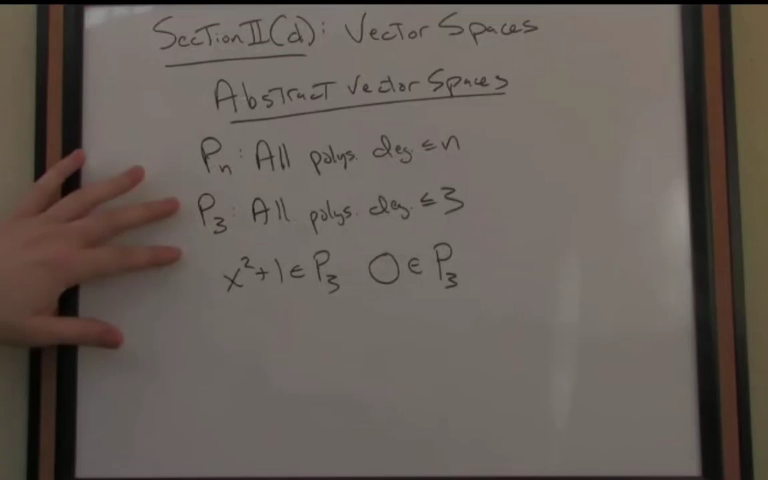 Section II(d): Vector Spaces
Abstract Vector Spaces
Pₙ: All polys. deg ≤ n
P₃: All polys. deg. ≤ 3
x²+1 ∈ P₃ 0 ∈ P₃